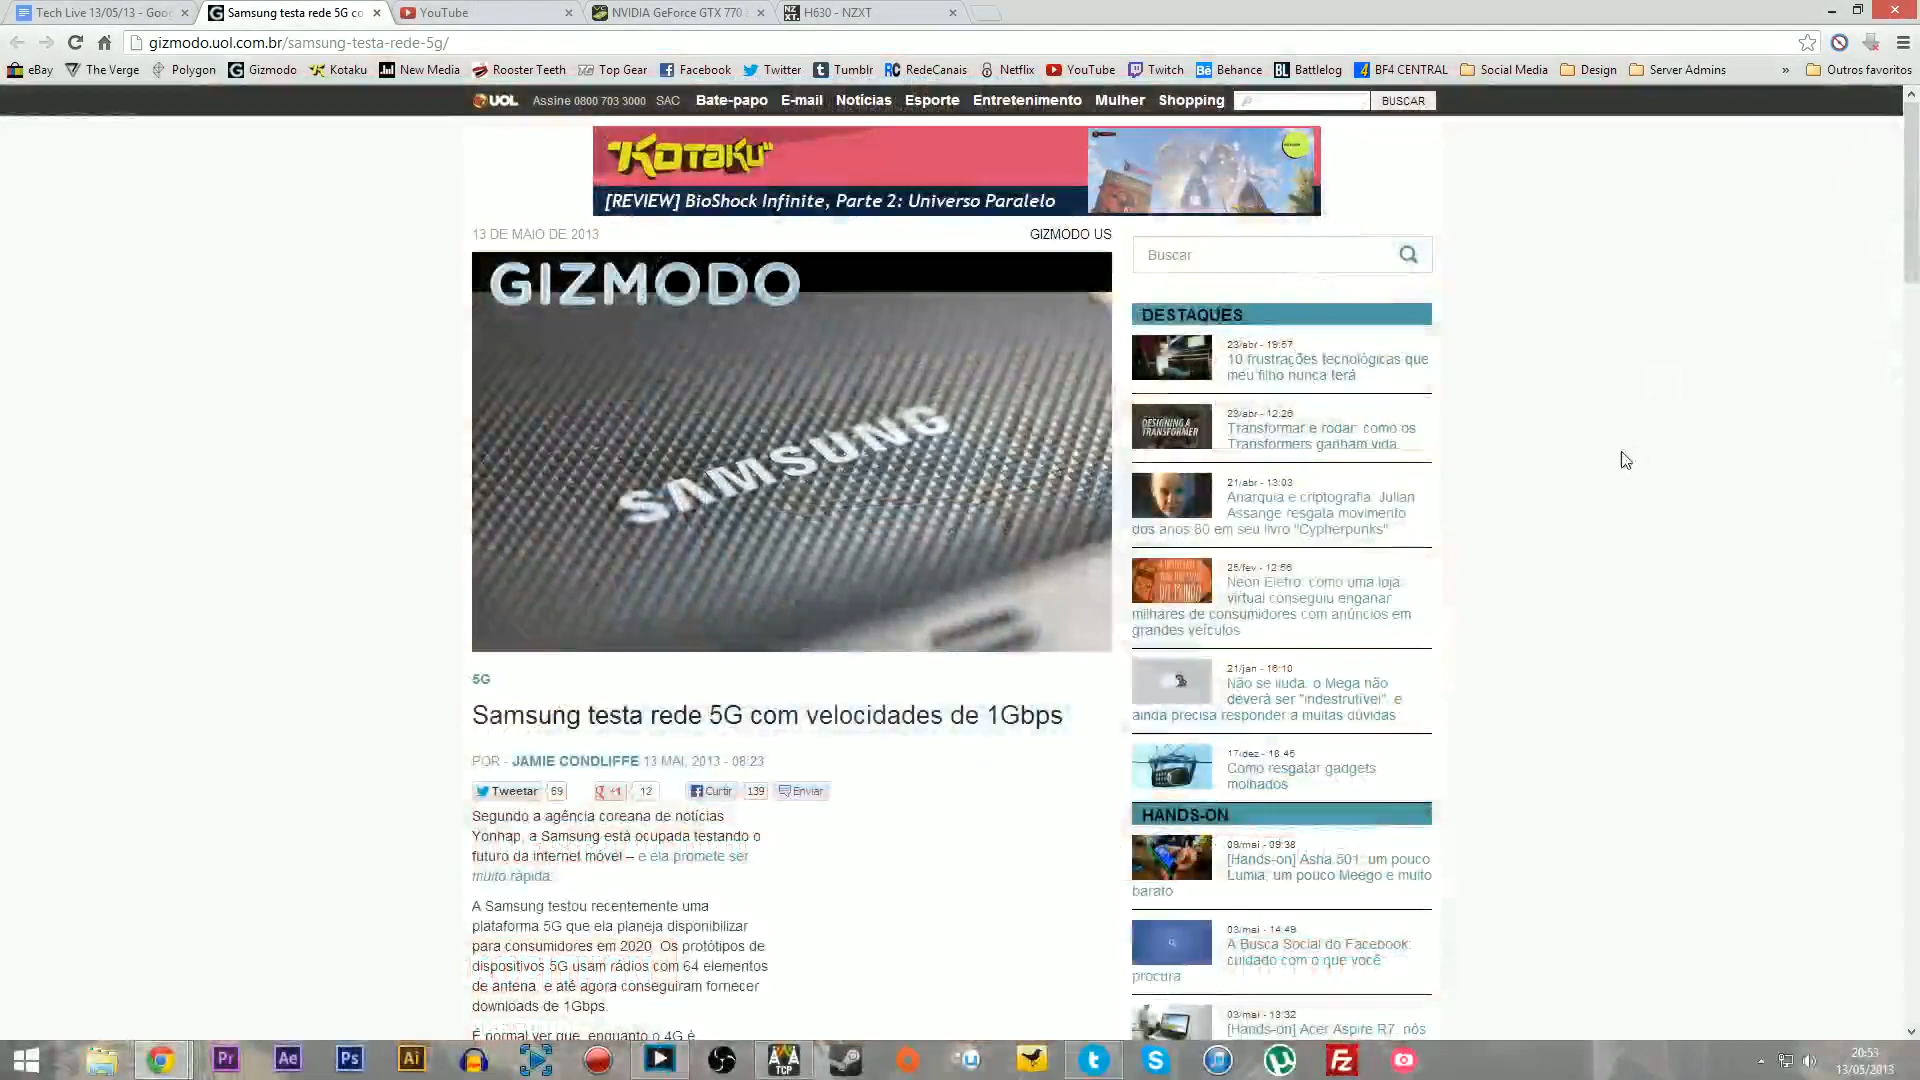 Tech Live 13/05/13 - Goo
Samsung testa rede 5G co
YouTube
NVIDIA GeForce GTX 770
H630 - NZXT
gizmodo.uol.com.br/samsung-testa-rede-5g/
eBay
The Verge
Polygon
Gizmodo
Kotaku
New Media
Rooster Teeth
Top Gear
Facebook
Twitter
Tumblr
RedeCanais
Netflix
YouTube
Twitch
Behance
Battlelog
BF4 CENTRAL
Social Media
Design
Server Admins
»
Outros favoritos
UOL
Assine 0800 703 3000
SAC
Bate-papo
E-mail
Notícias
Esporte
Entretenimento
Mulher
Shopping
BUSCAR
"KOTAKU"
[REVIEW] BioShock Infinite, Parte 2: Universo Paralelo
13 DE MAIO DE 2013
GIZMODO US
GIZMODO
SAMSUNG
5G
Samsung testa rede 5G com velocidades de 1Gbps
POR - JAMIE CONDLIFFE 13 MAI, 2013 - 08:23
Tweetar 69
+1 12
Curtir 139
Enviar
Segundo a agência coreana de notícias
Yonhap, a Samsung está ocupada testando o
futuro da internet móvel – e ela promete ser
muito rápida.
A Samsung testou recentemente uma
plataforma 5G que ela planeja disponibilizar
para consumidores em 2020. Os protótipos de
dispositivos 5G usam rádios com 64 elementos
de antena, e até agora conseguiram fornecer
downloads de 1Gbps.
É normal ver que, enquanto o 4G é
Buscar
DESTAQUES
23/abr - 19:57
10 frustrações tecnológicas que
meu filho nunca terá
DESIGNING A
TRANSFORMER
23/abr - 12:26
Transformar e rodar: como os
Transformers ganham vida
21/abr - 13:03
Anarquia e criptografia: Julian
Assange resgata movimento
dos anos 80 em seu livro "Cypherpunks"
25/fev - 12:56
Neon Eletro: como uma loja
virtual conseguiu enganar
milhares de consumidores com anúncios em
grandes veículos
21/jan - 16:10
Não se iluda: o Mega não
deverá ser "indestrutível", e
ainda precisa responder a muitas dúvidas
17/dez - 18:45
Como resgatar gadgets
molhados
HANDS-ON
09/mai - 09:38
[Hands-on] Asha 501: um pouco
Lumia, um pouco Meego e muito
barato
03/mai - 14:49
A Busca Social do Facebook:
cuidado com o que você
procura
03/mai - 13:32
[Hands-on] Acer Aspire R7: nós
Pr
Ae
Ps
Ai
TCP
20:53
13/05/2013